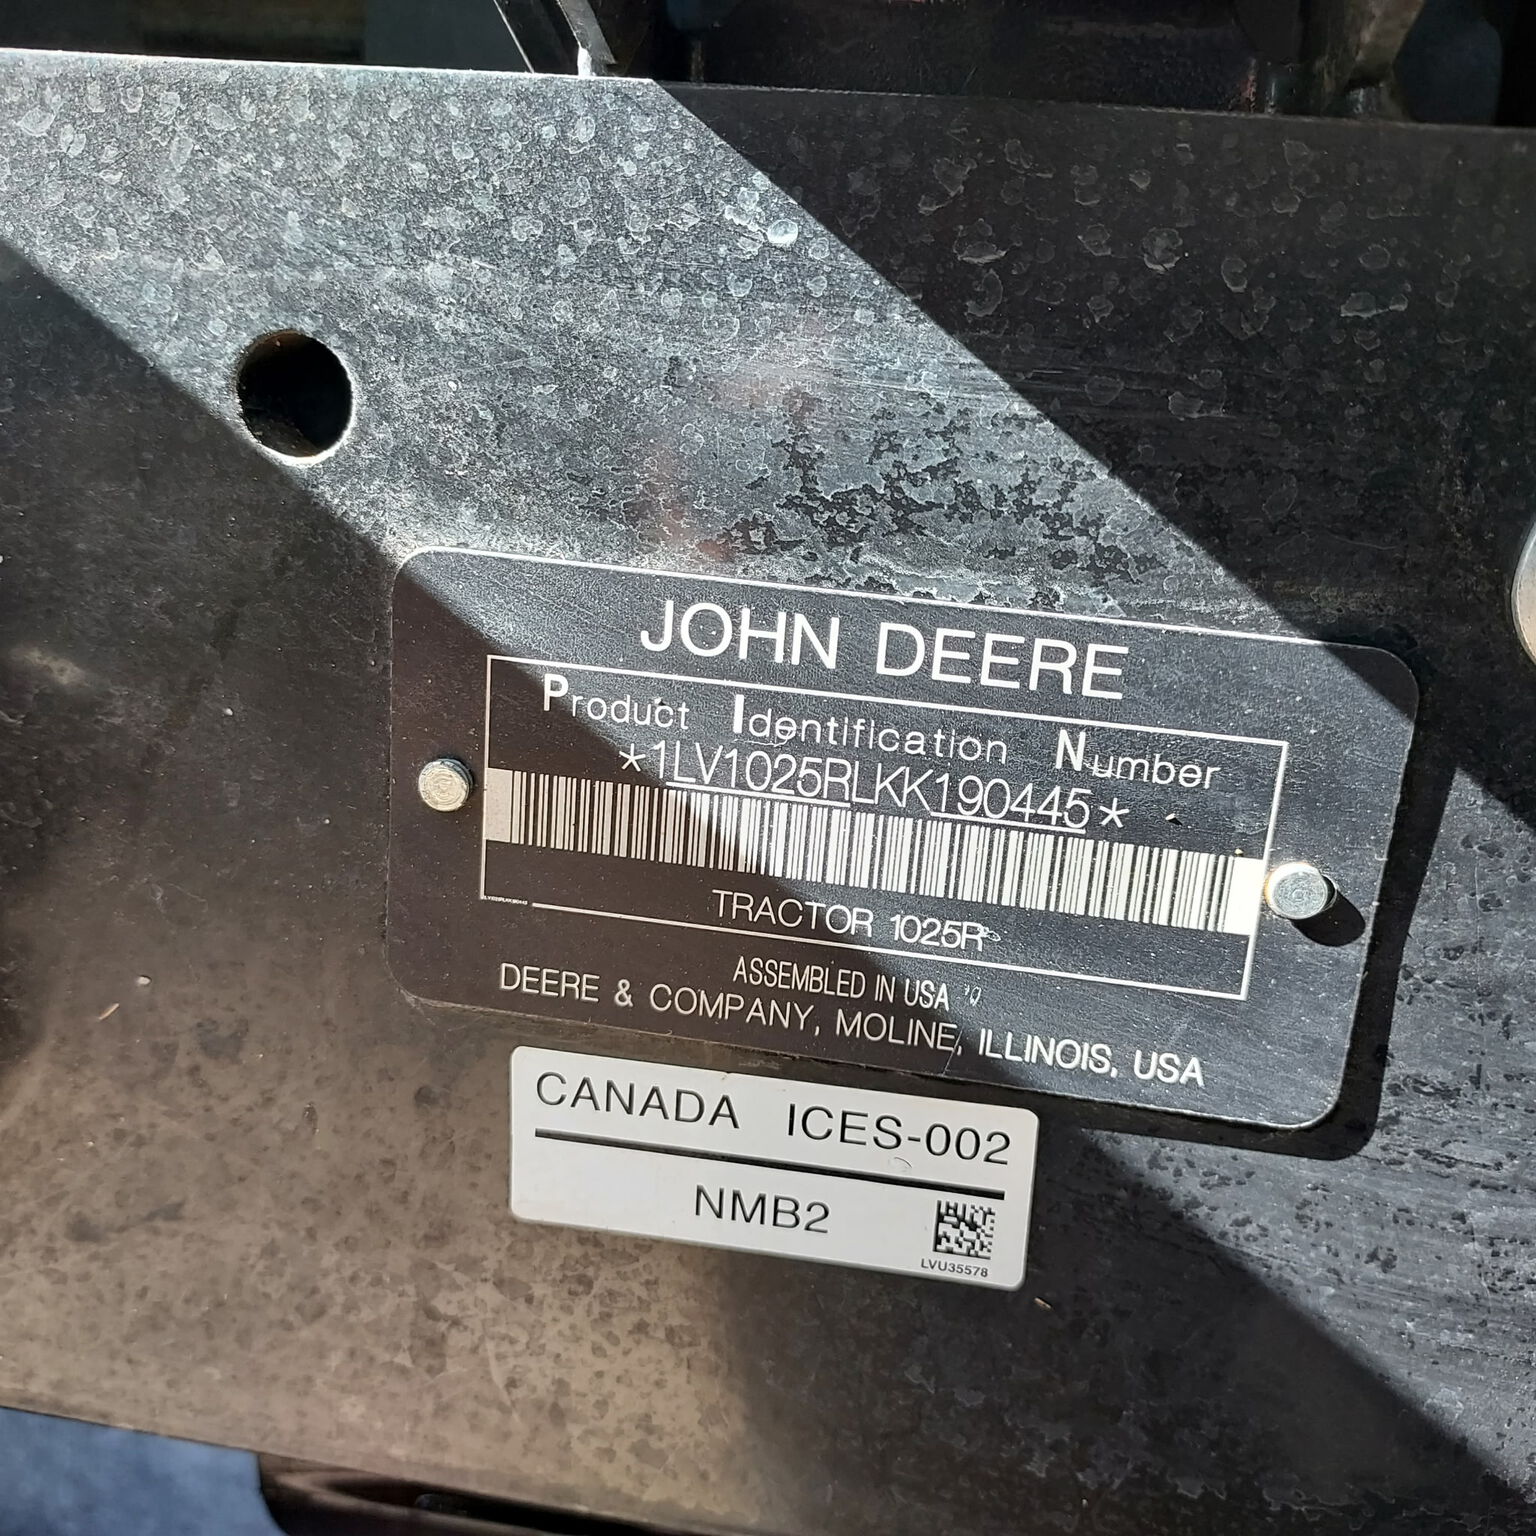 JOHN DEERE
Product Identification Number
*1LV1025RLKK190445*
TRACTOR 1025R
ASSEMBLED IN USA
DEERE & COMPANY, MOLINE, ILLINOIS, USA
CANADA ICES-002
NMB2
LVU35578